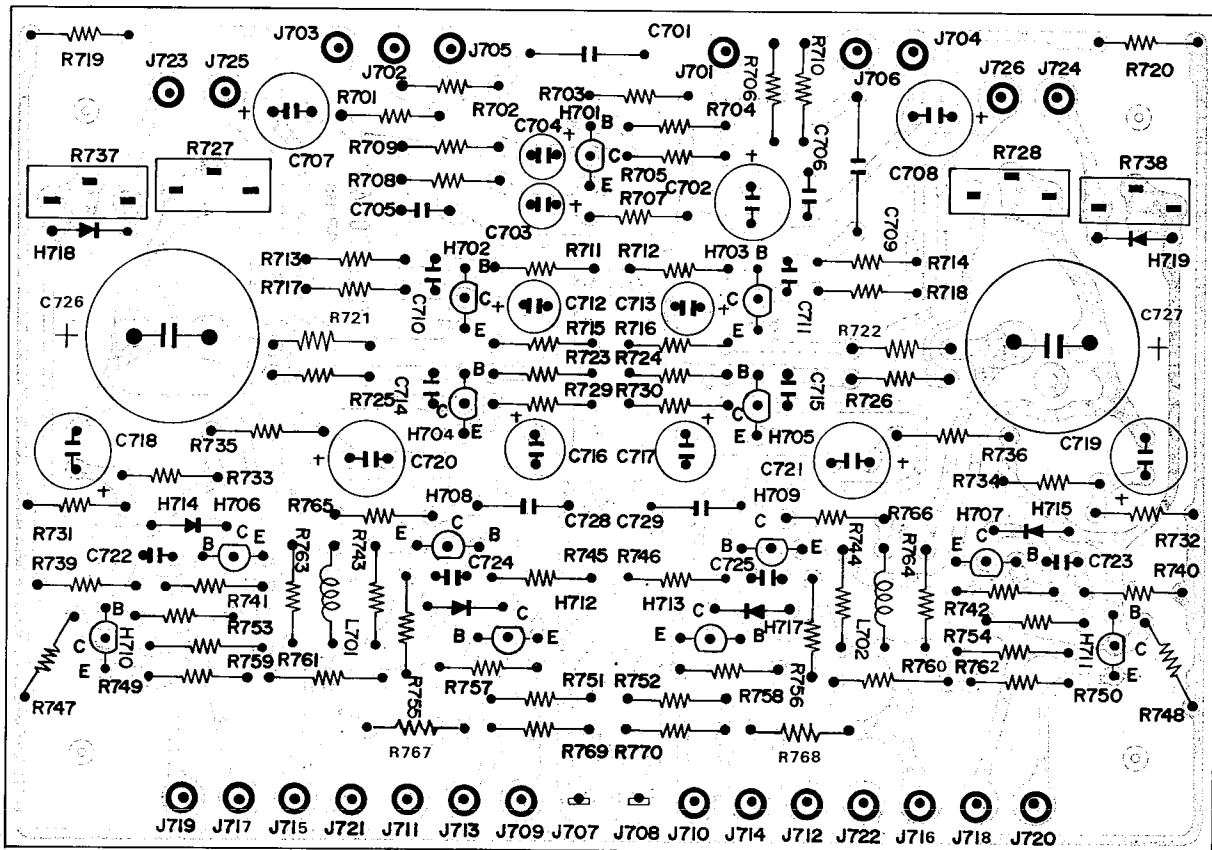 R719
J723
J725
J703
J702
J705
C701
J701
R706
R710
J706
J704
J726
J724
R720
+
C707
R701
R702
R703
H701
R704
C704
+
B
C
E
R709
R705
R708
C702
+
C706
C705
C703
+
R707
C708
+
R737
R727
R728
R738
H718
H719
C709
R713
R717
H702
B
C
E
C710
R711
R712
H703
B
C
E
C711
R714
R718
C726
+
R721
+
C712
C713
+
R715
R716
R722
C727
+
R723
R724
R725
C714
B
C
E
H704
R729
R730
B
C
E
H705
C715
R726
C718
+
R735
+
C720
+
C716
C717
+
C721
+
R736
C719
+
R733
R734
R731
H714
H706
R765
H708
C728
C729
H709
R766
H707
H715
R732
C722
B
C
E
R763
R743
E
C
B
C724
R745
R746
C725
B
C
E
R744
R764
E
C
B
C723
R739
R741
H712
H713
R742
R740
B
C
E
H710
R753
L701
B
C
E
E
C
B
H717
L702
R754
B
C
E
H711
R759
R761
R757
R758
R760
R762
R749
R755
R751
R752
R756
R750
R747
R748
R767
R769
R770
R768
J719
J717
J715
J721
J711
J713
J709
J707
J708
J710
J714
J712
J722
J716
J718
J720